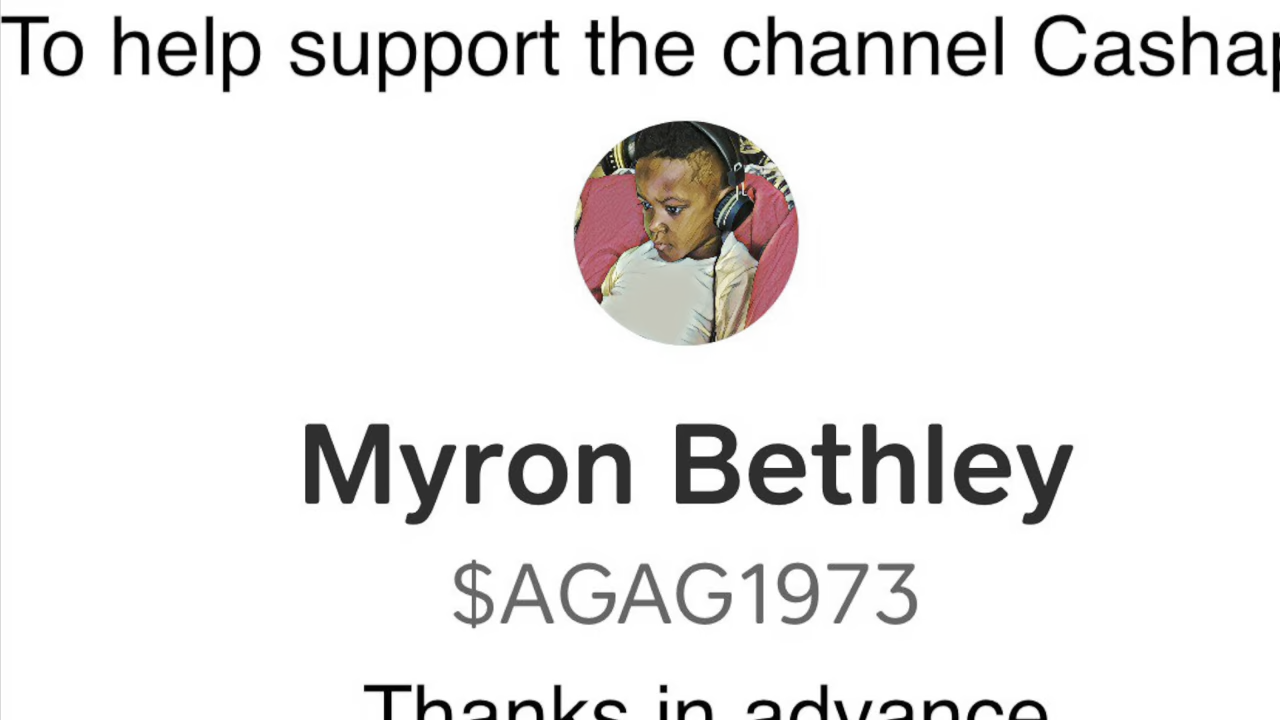 To help support the channel Cashap
Myron Bethley
$AGAG1973
Thanks in advance